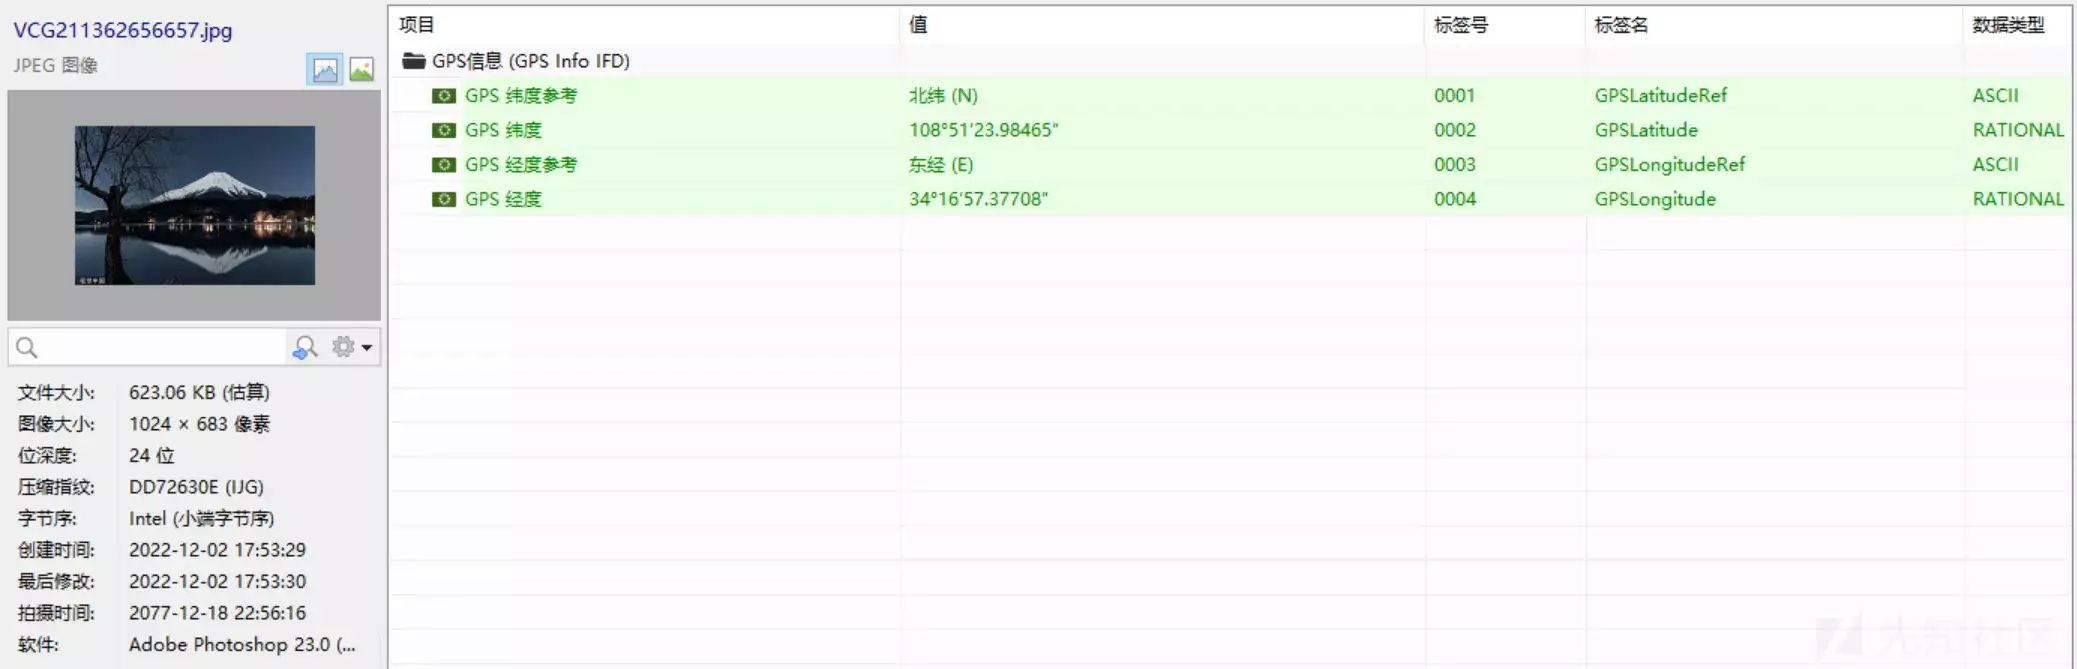 VCG211362656657.jpg
JPEG 图像
文件大小: 623.06 KB (估算)
图像大小: 1024 × 683 像素
位深度: 24 位
压缩指纹: DD72630E (IJG)
字节序: Intel (小端字节序)
创建时间: 2022-12-02 17:53:29
最后修改: 2022-12-02 17:53:30
拍摄时间: 2077-12-18 22:56:16
软件: Adobe Photoshop 23.0 (...
项目 值 标签号 标签名 数据类型
GPS信息 (GPS Info IFD)
GPS 纬度参考 北纬 (N) 0001 GPSLatitudeRef ASCII
GPS 纬度 108°51'23.98465" 0002 GPSLatitude RATIONAL
GPS 经度参考 东经 (E) 0003 GPSLongitudeRef ASCII
GPS 经度 34°16'57.37708" 0004 GPSLongitude RATIONAL
先知社区